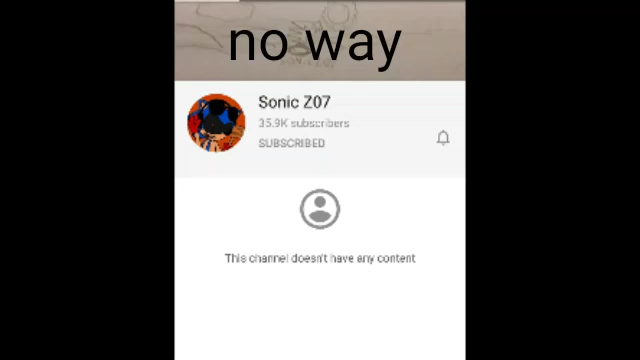 no way
Sonic Z07
35.9K subscribers
SUBSCRIBED
This channel doesn't have any content